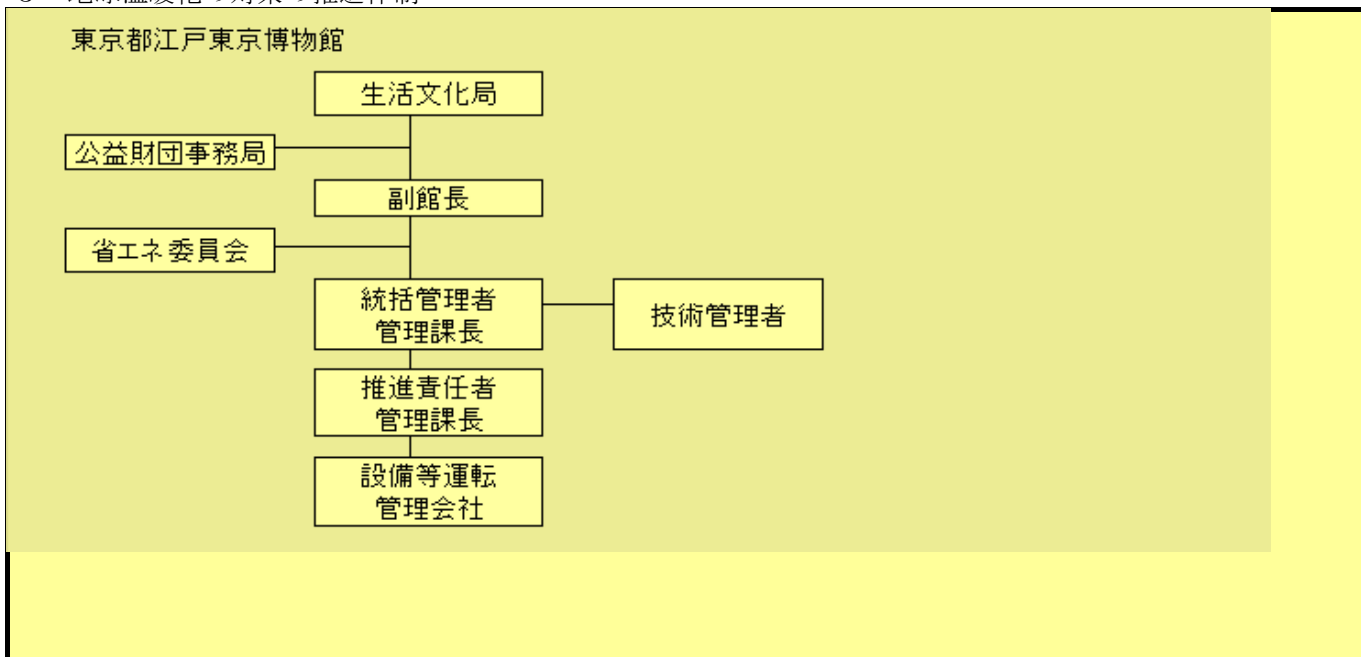 東京都江戸東京博物館
生活文化局
公益財団事務局
副館長
省エネ委員会
統括管理者
管理課長
技術管理者
推進責任者
管理課長
設備等運転
管理会社